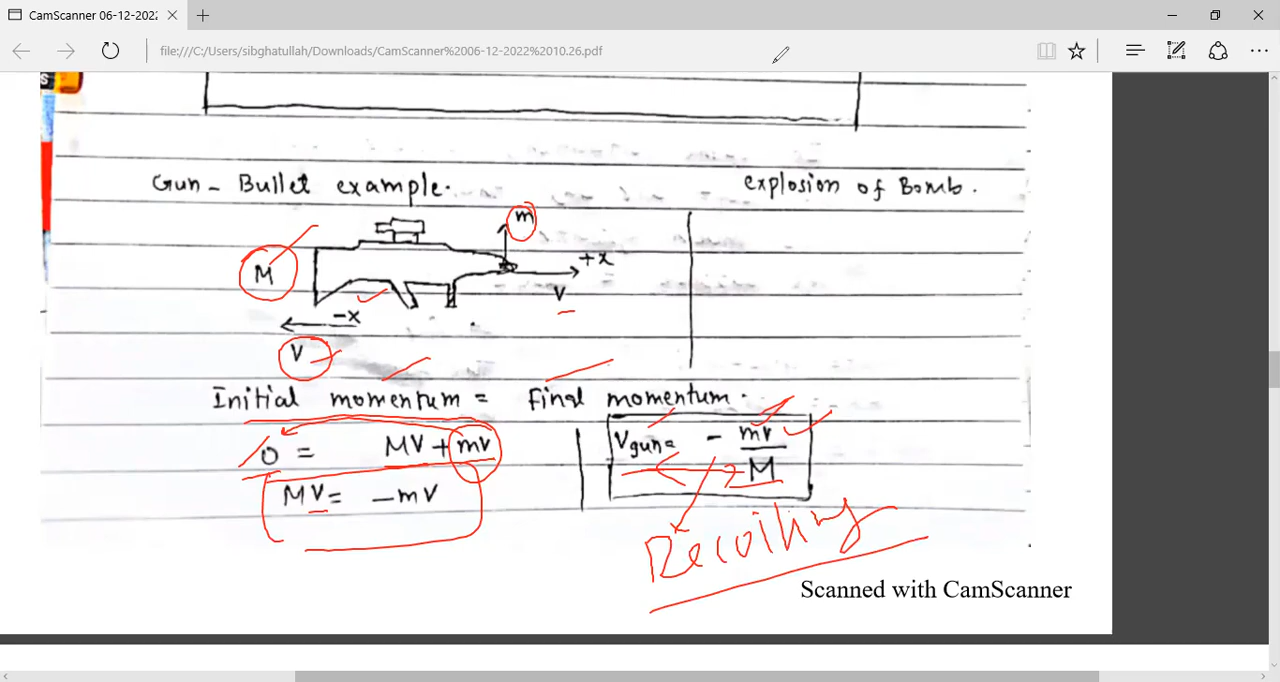 CamScanner 06-12-2022
file:///C:/Users/sibghatullah/Downloads/CamScanner%2006-12-2022%2010.26.pdf
S
Gun - Bullet example.
explosion of Bomb.
m
M
+x
v
-x
V
Initial momentum = final momentum.
0 = MV + mv
MV = -mv
Vgun = - mv
M
Recoiling
Scanned with CamScanner